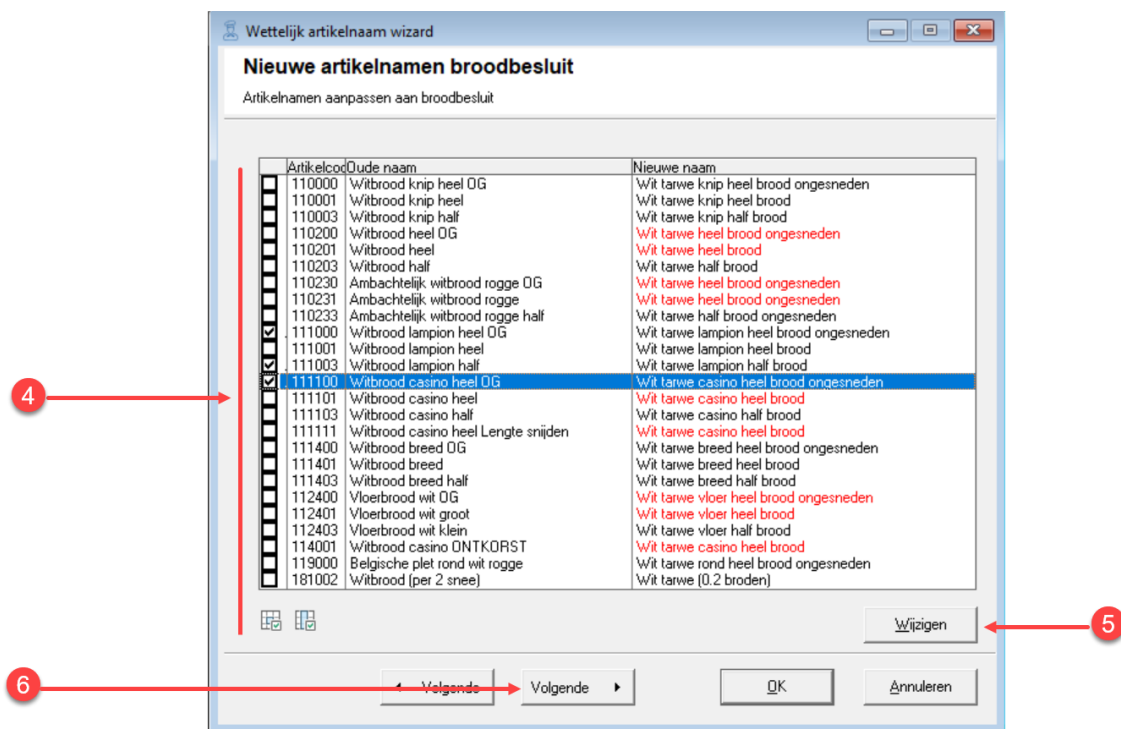 Wettelijk artikelnaam wizard
Nieuwe artikelnamen broodbesluit
Artikelnamen aanpassen aan broodbesluit
Artikelcod Oude naam Nieuwe naam
110000 Witbrood knip heel OG Wit tarwe knip heel brood ongesneden
110001 Witbrood knip heel Wit tarwe knip heel brood
110003 Witbrood knip half Wit tarwe knip half brood
110200 Witbrood heel OG Wit tarwe heel brood ongesneden
110201 Witbrood heel Wit tarwe heel brood
110203 Witbrood half Wit tarwe half brood
110230 Ambachtelijk witbrood rogge OG Wit tarwe heel brood ongesneden
110231 Ambachtelijk witbrood rogge Wit tarwe heel brood ongesneden
110233 Ambachtelijk witbrood rogge half Wit tarwe half brood ongesneden
111000 Witbrood lampion heel OG Wit tarwe lampion heel brood ongesneden
111001 Witbrood lampion heel Wit tarwe lampion heel brood
111003 Witbrood lampion half Wit tarwe lampion half brood
111100 Witbrood casino heel OG Wit tarwe casino heel brood ongesneden
4
111101 Witbrood casino heel Wit tarwe casino heel brood
111103 Witbrood casino half Wit tarwe casino half brood
111111 Witbrood casino heel Lengte snijden Wit tarwe casino heel brood
111400 Witbrood breed OG Wit tarwe breed heel brood ongesneden
111401 Witbrood breed Wit tarwe breed heel brood
111403 Witbrood breed half Wit tarwe breed half brood
112400 Vloerbrood wit OG Wit tarwe vloer heel brood ongesneden
112401 Vloerbrood wit groot Wit tarwe vloer heel brood
112403 Vloerbrood wit klein Wit tarwe vloer half brood
114001 Witbrood casino ONTKORST Wit tarwe casino heel brood
119000 Belgische plet rond wit rogge Wit tarwe rond heel brood ongesneden
181002 Witbrood (per 2 snee) Wit tarwe (0.2 broden)
Wijzigen 5
6 Volgende Volgende OK Annuleren